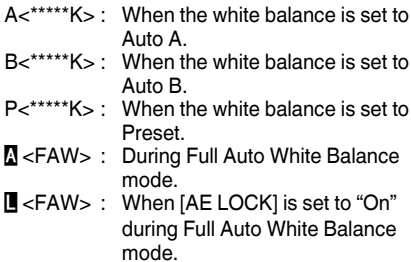 A<*****K> : When the white balance is set to
Auto A.
B<*****K> : When the white balance is set to
Auto B.
P<*****K> : When the white balance is set to
Preset.
A <FAW> : During Full Auto White Balance
mode.
L <FAW> : When [AE LOCK] is set to “On”
during Full Auto White Balance
mode.